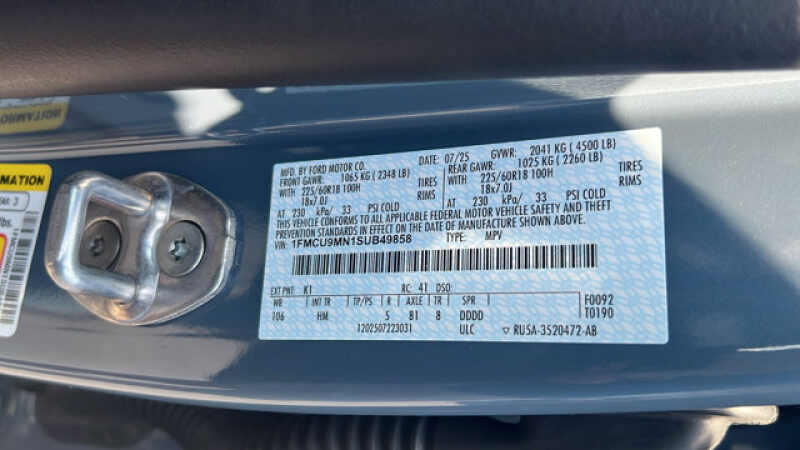 MFD. BY FORD MOTOR CO.
DATE: 07/25 GVWR: 2041 KG ( 4500 LB)
FRONT GAWR: 1065 KG ( 2348 LB) REAR GAWR: 1025 KG ( 2260 LB)
WITH 225/60R18 100H TIRES WITH 225/60R18 100H TIRES
18x7.0J RIMS 18x7.0J RIMS
AT 230 kPa/ 33 PSI COLD AT 230 kPa/ 33 PSI COLD
THIS VEHICLE CONFORMS TO ALL APPLICABLE FEDERAL MOTOR VEHICLE SAFETY AND THEFT
PREVENTION STANDARDS IN EFFECT ON THE DATE OF MANUFACTURE SHOWN ABOVE.
VIN: 1FMCU9MN1SUB49858 TYPE: MPV
EXT PNT: K1 RC: 41 DSO:
WB INT TR TP/PS R AXLE TR SPR F0092
106 HM 5 81 8 DDDD T0190
1202507223031 ULC RU5A-3520472-AB
RMATION